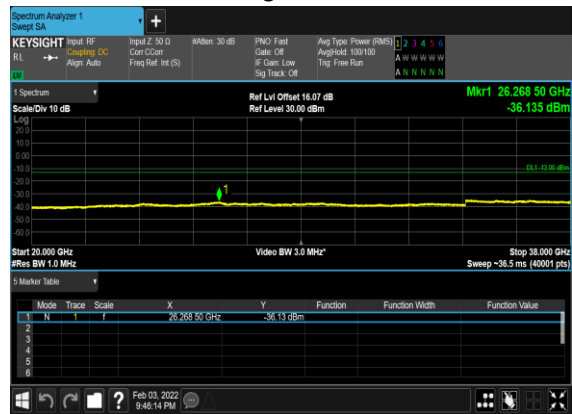 Spectrum Analyzer 1
Swept SA
+
KEYSIGHT Input: RF Input Z: 50 Ω #Atten: 30 dB PNO: Fast Avg Type: Power (RMS) 1 2 3 4 5 6
RL Coupling: DC Corr CCorr Gate: Off Avg|Hold: 100/100 A W W W W W
Align: Auto Freq Ref: Int (S) IF Gain: Low Trig: Free Run
LW Sig Track: Off A N N N N N
1 Spectrum Ref Lvl Offset 16.07 dB Mkr1 26.268 50 GHz
Scale/Div 10 dB Ref Level 30.00 dBm -36.135 dBm
Log
20.0
10.0
0.00
-10.0 DL1 -13.00 dBm
-20.0
-30.0 1
-40.0
-50.0
-60.0
Start 20.000 GHz Video BW 3.0 MHz* Stop 38.000 GHz
#Res BW 1.0 MHz Sweep ~36.5 ms (40001 pts)
5 Marker Table
Mode Trace Scale X Y Function Function Width Function Value
1 N 1 f 26.268 50 GHz -36.13 dBm
2
3
4
5
6
? Feb 03, 2022
9:46:14 PM